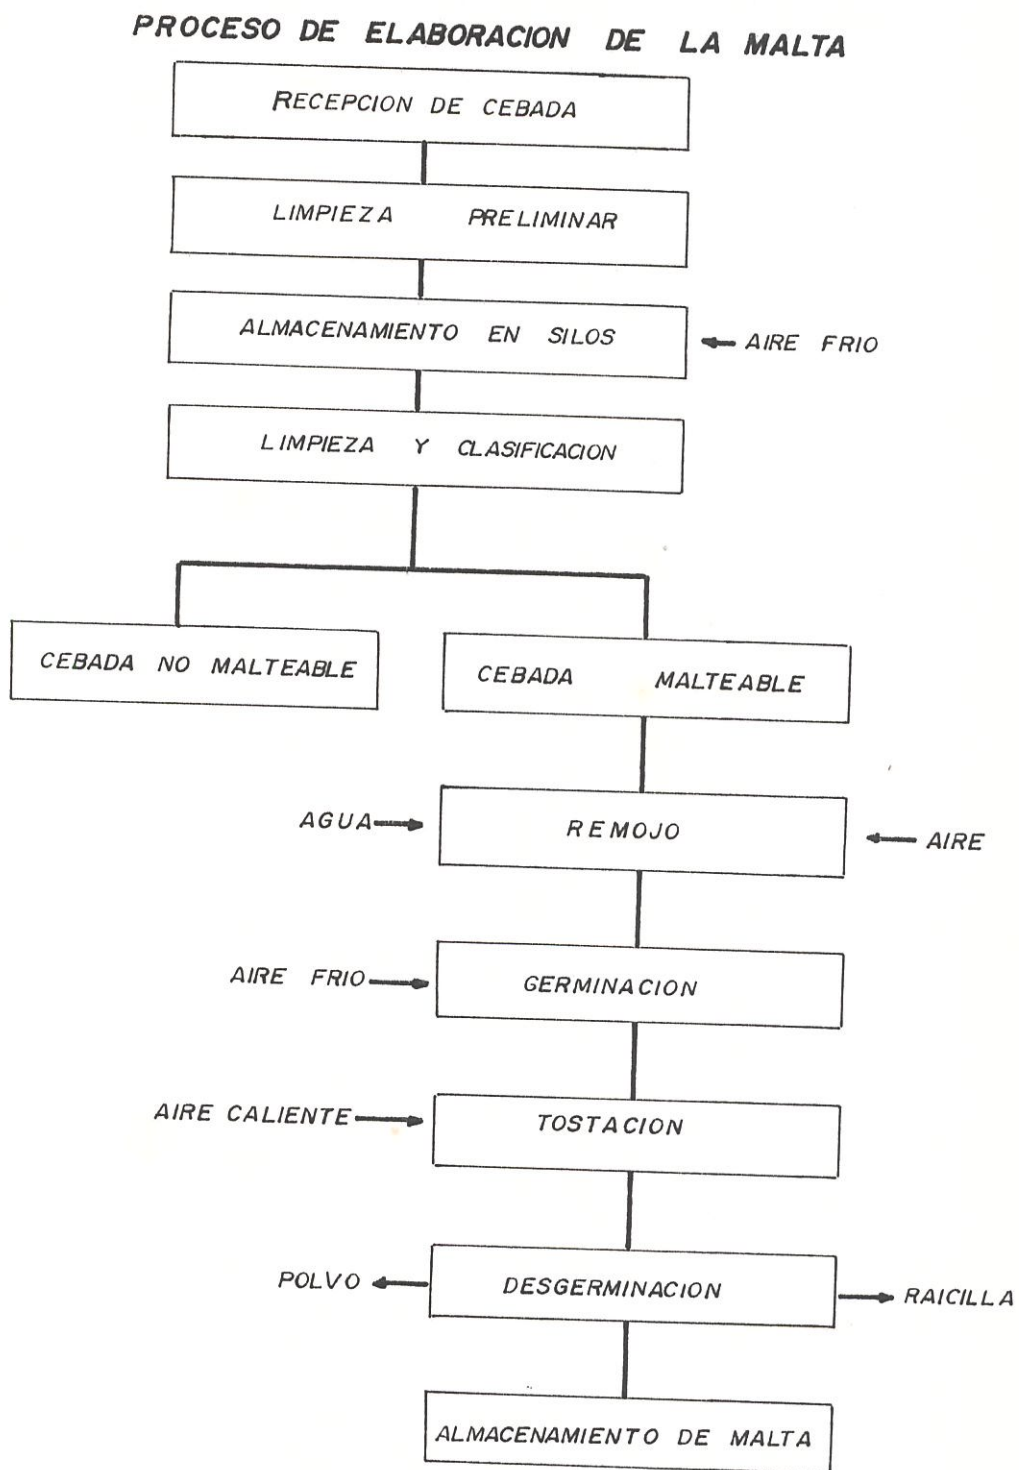 PROCESO DE ELABORACION DE LA MALTA
RECEPCION DE CEBADA
LIMPIEZA PRELIMINAR
ALMACENAMIENTO EN SILOS
AIRE FRIO
LIMPIEZA Y CLASIFICACION
CEBADA NO MALTEABLE
CEBADA MALTEABLE
AGUA
REMOJO
AIRE
AIRE FRIO
GERMINACION
AIRE CALIENTE
TOSTACION
POLVO
DESGERMINACION
RAICILLA
ALMACENAMIENTO DE MALTA